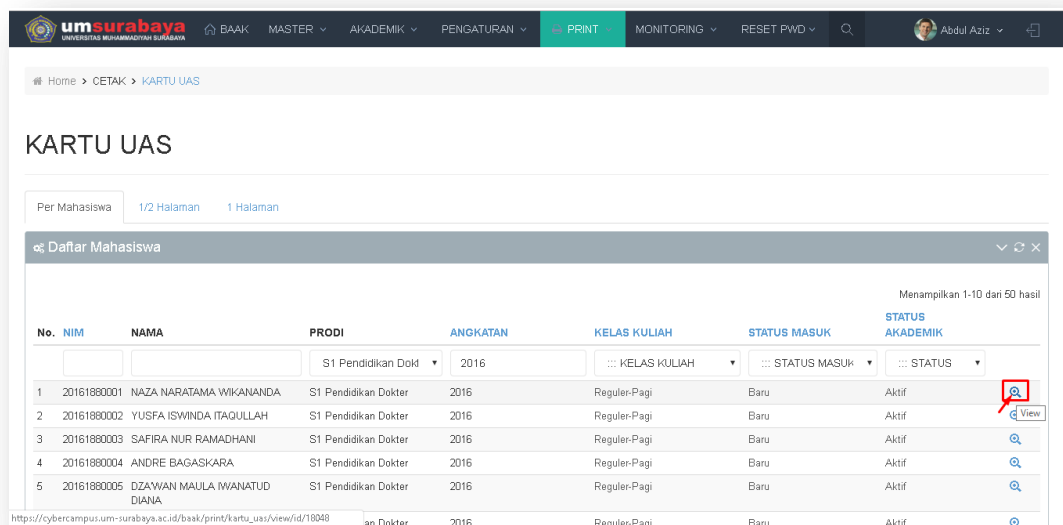 umsurabaya BAAK MASTER AKADEMIK PENGATURAN PRINT MONITORING RESET PWD Abdul Aziz
UNIVERSITAS MUHAMMADIYAH SURABAYA
Home > CETAK > KARTU UAS
KARTU UAS
Per Mahasiswa 1/2 Halaman 1 Halaman
Daftar Mahasiswa
Menampilkan 1-10 dari 50 hasil
No. NIM NAMA PRODI ANGKATAN KELAS KULIAH STATUS MASUK STATUS AKADEMIK
S1 Pendidikan Dokt 2016 ::: KELAS KULIAH ::: STATUS MASUK ::: STATUS
1 20161880001 NAZA NARATAMA WIKANANDA S1 Pendidikan Dokter 2016 Reguler-Pagi Baru Aktif
View
2 20161880002 YUSFA ISWINDA ITAQULLAH S1 Pendidikan Dokter 2016 Reguler-Pagi Baru Aktif
3 20161880003 SAFIRA NUR RAMADHANI S1 Pendidikan Dokter 2016 Reguler-Pagi Baru Aktif
4 20161880004 ANDRE BAGASKARA S1 Pendidikan Dokter 2016 Reguler-Pagi Baru Aktif
5 20161880005 DZA'WAN MAULA IWANATUD DIANA S1 Pendidikan Dokter 2016 Reguler-Pagi Baru Aktif
https://cybercampus.um-surabaya.ac.id/baak/print/kartu_uas/view/id/18048 an Dokter 2016 Reguler-Pagi Baru Aktif